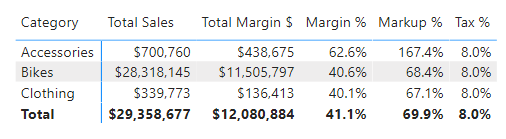 Category Total Sales Total Margin $ Margin % Markup % Tax %
Accessories $700,760 $438,675 62.6% 167.4% 8.0%
Bikes $28,318,145 $11,505,797 40.6% 68.4% 8.0%
Clothing $339,773 $136,413 40.1% 67.1% 8.0%
Total $29,358,677 $12,080,884 41.1% 69.9% 8.0%